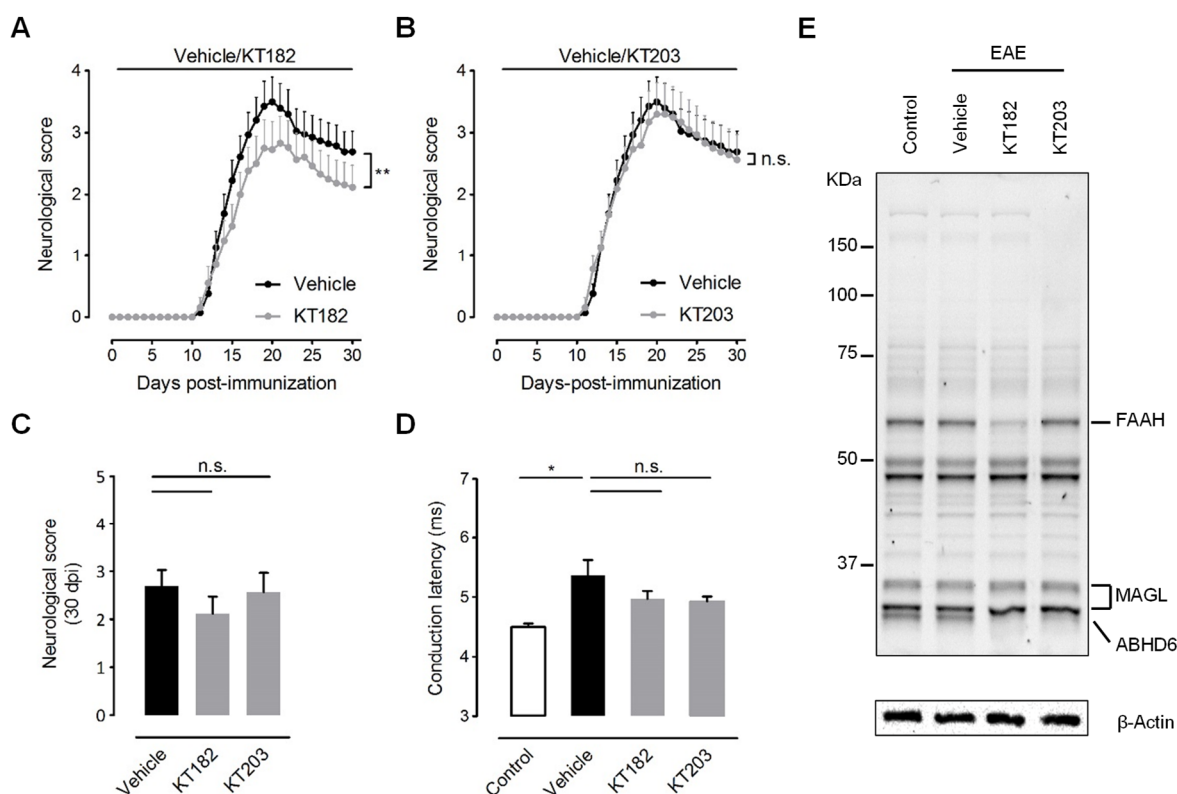 A
Vehicle/KT182
Neurological score
4
3
2
1
0
**
Vehicle
KT182
0 5 10 15 20 25 30
Days post-immunization
B
Vehicle/KT203
Neurological score
4
3
2
1
0
n.s.
Vehicle
KT203
0 5 10 15 20 25 30
Days-post-immunization
C
n.s.
Neurological score
(30 dpi)
5
4
3
2
1
0
Vehicle
KT182
KT203
D
* n.s.
Conduction latency (ms)
7
6
5
4
3
Control
Vehicle
KT182
KT203
E
EAE
Control
Vehicle
KT182
KT203
KDa
150
100
75
50
37
FAAH
MAGL
ABHD6
β-Actin